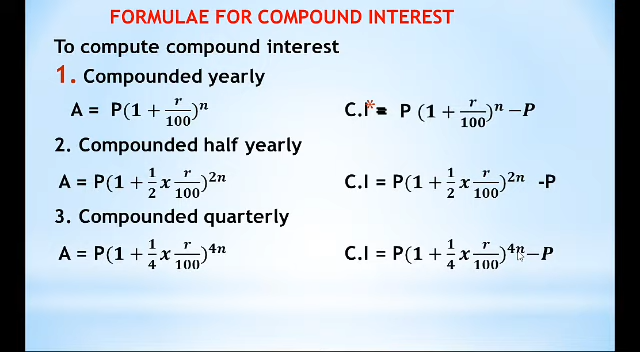 FORMULAE FOR COMPOUND INTEREST
To compute compound interest
1. Compounded yearly
A = P(1 + r/100)^n C.I* = P (1 + r/100)^n − P
2. Compounded half yearly
A = P(1 + 1/2 x r/100)^2n C.I = P(1 + 1/2 x r/100)^2n -P
3. Compounded quarterly
A = P(1 + 1/4 x r/100)^4n C.I = P(1 + 1/4 x r/100)^4n − P